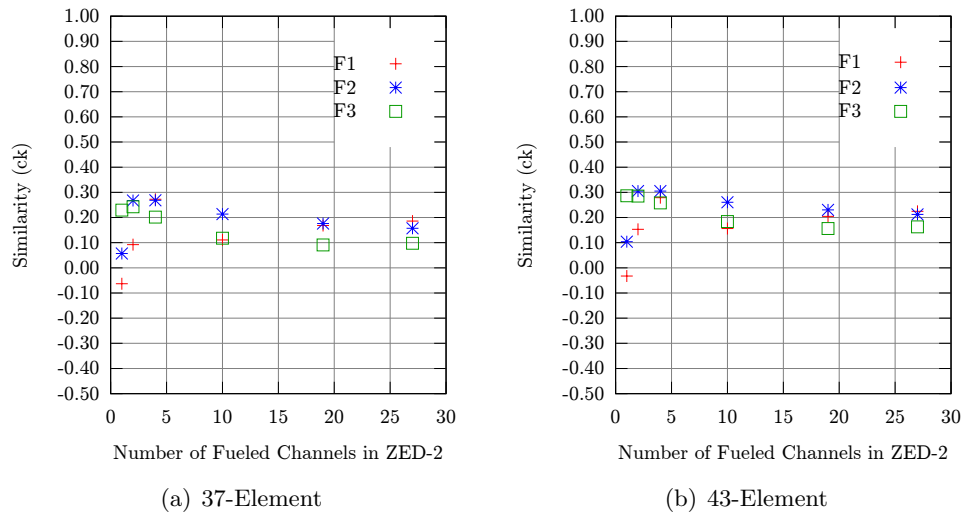 1.00
0.90
0.80
0.70
0.60
0.50
0.40
0.30
0.20
0.10
0.00
-0.10
-0.20
-0.30
-0.40
-0.50
Similarity (ck)
F1
F2
F3
0 5 10 15 20 25 30
Number of Fueled Channels in ZED-2
(a) 37-Element
1.00
0.90
0.80
0.70
0.60
0.50
0.40
0.30
0.20
0.10
0.00
-0.10
-0.20
-0.30
-0.40
-0.50
Similarity (ck)
F1
F2
F3
0 5 10 15 20 25 30
Number of Fueled Channels in ZED-2
(b) 43-Element